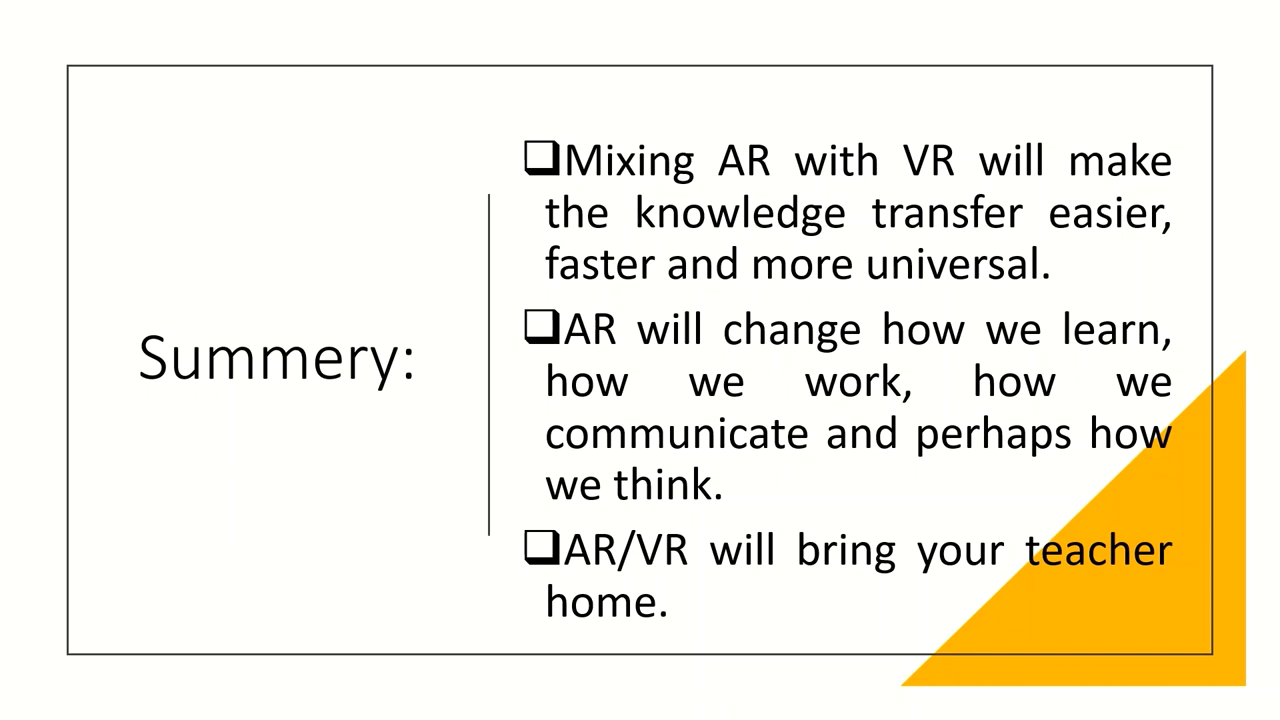 Summery:
❑Mixing AR with VR will make
the knowledge transfer easier,
faster and more universal.
❑AR will change how we learn,
how we work, how we
communicate and perhaps how
we think.
❑AR/VR will bring your teacher
home.